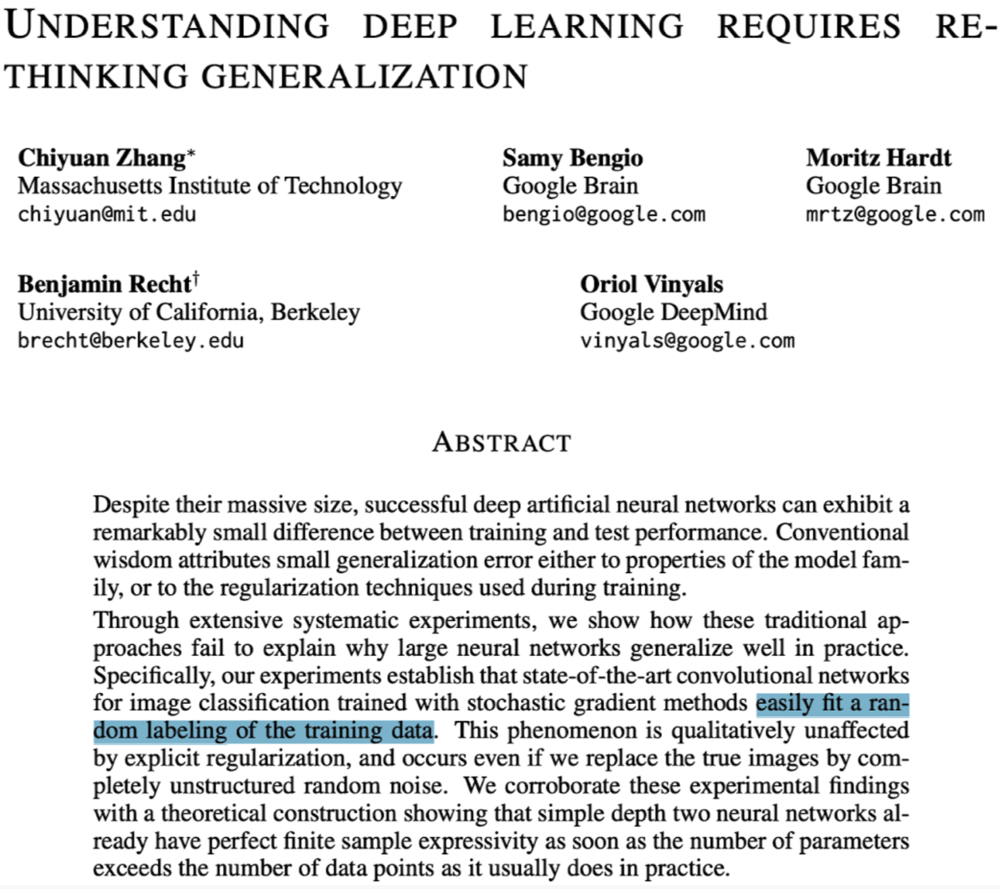 UNDERSTANDING DEEP LEARNING REQUIRES RE-
THINKING GENERALIZATION
Chiyuan Zhang*
Massachusetts Institute of Technology
chiyuan@mit.edu
Samy Bengio
Google Brain
bengio@google.com
Moritz Hardt
Google Brain
mrtz@google.com
Benjamin Recht†
University of California, Berkeley
brecht@berkeley.edu
Oriol Vinyals
Google DeepMind
vinyals@google.com
ABSTRACT
Despite their massive size, successful deep artificial neural networks can exhibit a
remarkably small difference between training and test performance. Conventional
wisdom attributes small generalization error either to properties of the model fam-
ily, or to the regularization techniques used during training.
Through extensive systematic experiments, we show how these traditional ap-
proaches fail to explain why large neural networks generalize well in practice.
Specifically, our experiments establish that state-of-the-art convolutional networks
for image classification trained with stochastic gradient methods easily fit a ran-
dom labeling of the training data. This phenomenon is qualitatively unaffected
by explicit regularization, and occurs even if we replace the true images by com-
pletely unstructured random noise. We corroborate these experimental findings
with a theoretical construction showing that simple depth two neural networks al-
ready have perfect finite sample expressivity as soon as the number of parameters
exceeds the number of data points as it usually does in practice.